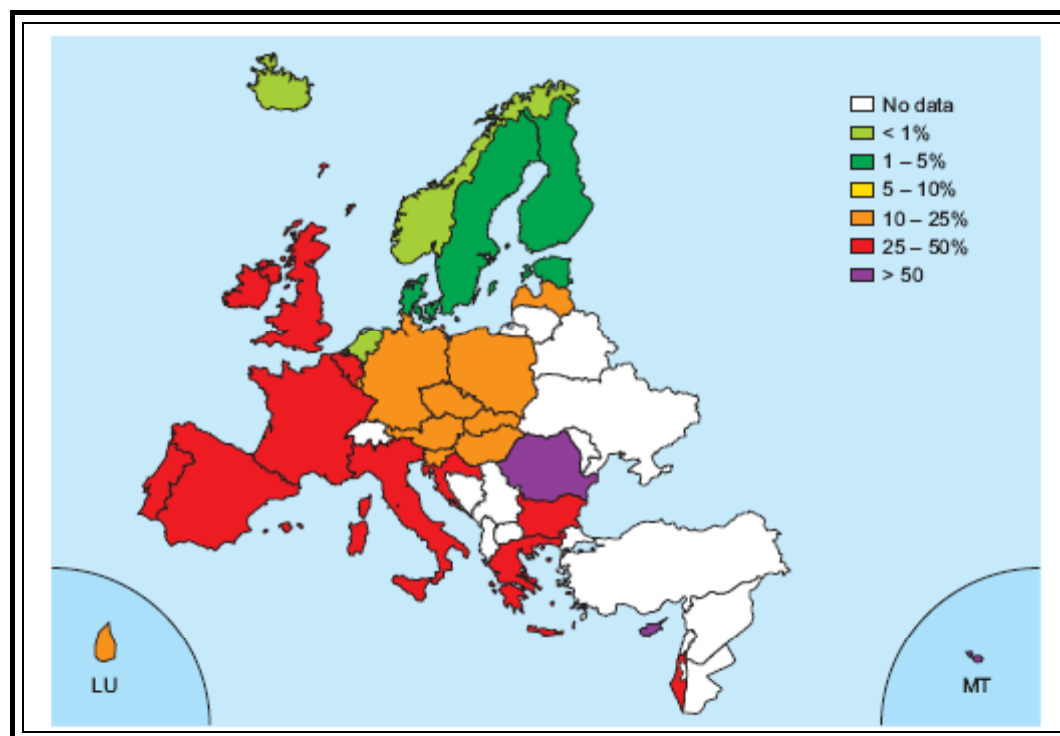 No data
< 1%
1 – 5%
5 – 10%
10 – 25%
25 – 50%
> 50
LU
MT